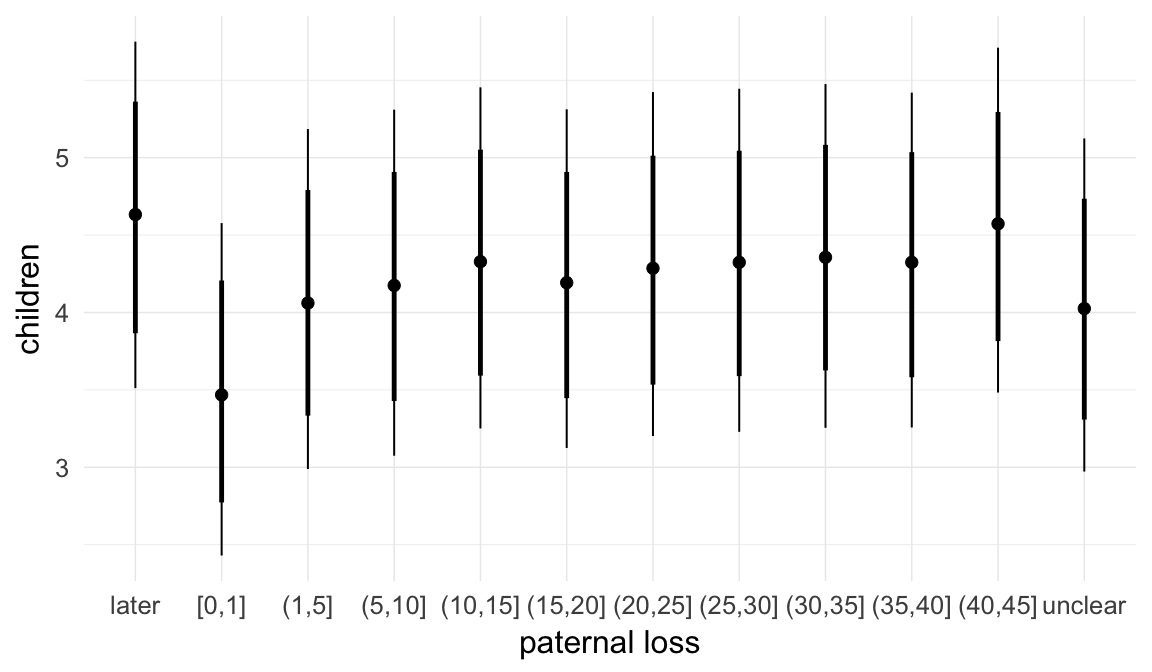 children
5
4
3
later [0,1] (1,5] (5,10] (10,15] (15,20] (20,25] (25,30] (30,35] (35,40] (40,45] unclear
paternal loss